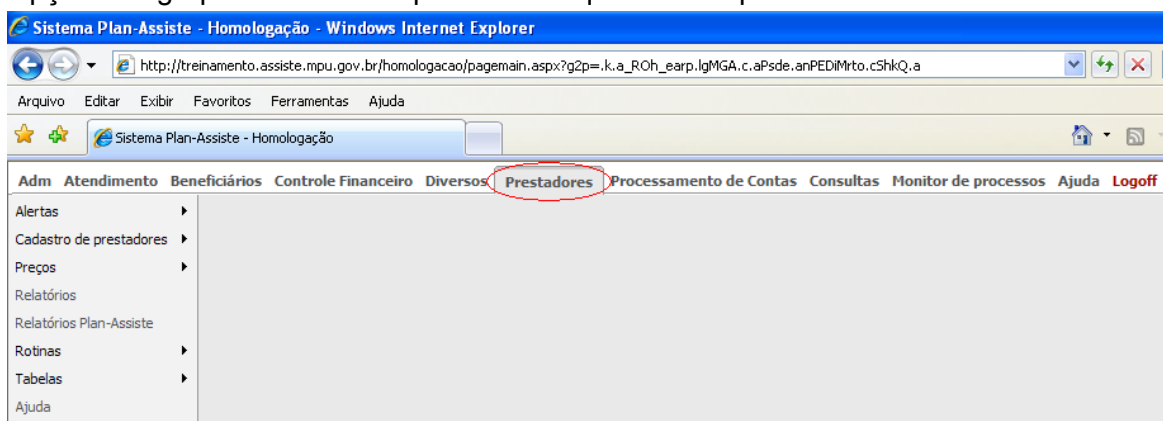 Sistema Plan-Assiste - Homologação - Windows Internet Explorer
http://treinamento.assiste.mpu.gov.br/homologacao/pagemain.aspx?g2p=.k.a_ROh_earp.lgMGA.c.aPsde.anPEDiMrto.cShkQ.a
Arquivo Editar Exibir Favoritos Ferramentas Ajuda
Sistema Plan-Assiste - Homologação
Adm Atendimento Beneficiários Controle Financeiro Diversos Prestadores Processamento de Contas Consultas Monitor de processos Ajuda Logoff
Alertas
Cadastro de prestadores
Preços
Relatórios
Relatórios Plan-Assiste
Rotinas
Tabelas
Ajuda